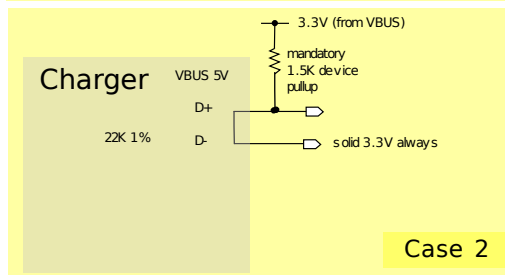 3.3V (from VBUS)
mandatory
1.5K device
pullup
Charger
VBUS 5V
D+
22K 1%
D-
solid 3.3V always
Case 2